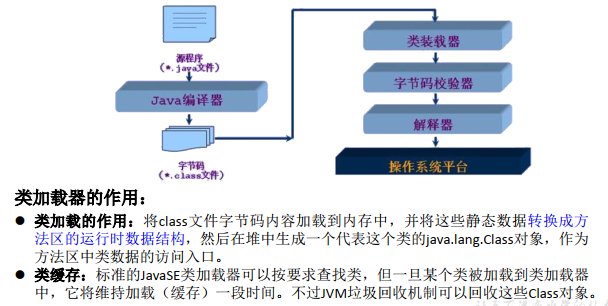 源程序
（*.java文件）
Java编译器
字节码
（*.class文件）
类装载器
字节码校验器
解释器
操作系统平台
类加载器的作用：
● 类加载的作用：将class文件字节码内容加载到内存中，并将这些静态数据转换成方
法区的运行时数据结构，然后在堆中生成一个代表这个类的java.lang.Class对象，作为
方法区中类数据的访问入口。
● 类缓存：标准的JavaSE类加载器可以按要求查找类，但一旦某个类被加载到类加载器
中，它将维持加载（缓存）一段时间。不过JVM垃圾回收机制可以回收这些Class对象。